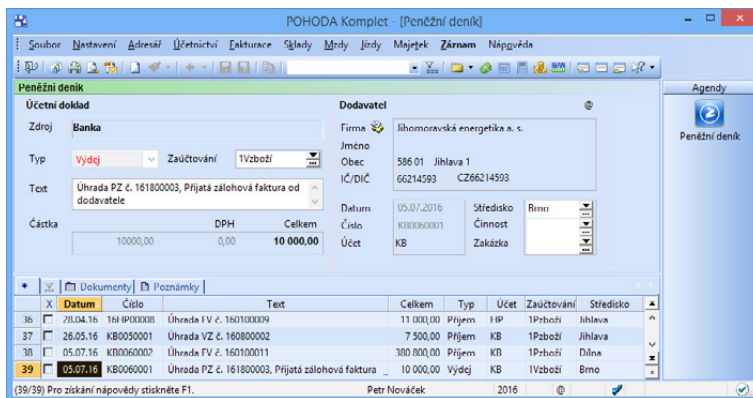 POHODA Komplet - [Peněžní deník]
Soubor Nastavení Adresář Účetnictví Fakturace Sklady Mzdy Jízdy Majetek Záznam Nápověda
Peněžní deník
Agendy
Účetní doklad
Dodavatel @
Zdroj Banka
Firma Jihomoravská energetika a. s.
Peněžní deník
Jméno
Typ Výdej Zaúčtování 1Vzboží
Obec 586 01 Jihlava 1
IČ/DIČ 66214593 CZ66214593
Text Úhrada PZ č. 161800003, Přijatá zálohová faktura od
dodavatele
Datum 05.07.2016 Středisko Brno
Částka DPH Celkem
Číslo KB0060001 Činnost
10000,00 0,00 10 000,00
Účet KB Zakázka
Dokumenty Poznámky
X Datum Číslo Text Celkem Typ Účet Zaúčtování Středisko
36 28.04.16 16HP00008 Úhrada FV č. 160100009 11 000,00 Příjem HP 1Pzboží Jihlava
37 26.05.16 KB0050001 Úhrada VZ č. 160800002 7 500,00 Příjem KB 1Pzboží Jihlava
38 05.07.16 KB0060002 Úhrada FV č. 160100011 380 800,00 Příjem KB 1Pzboží Dílna
39 05.07.16 KB0060001 Úhrada PZ č. 161800003, Přijatá zálohová faktura _ 10 000,00 Výdej KB 1Vzboží Brno
(39/39) Pro získání nápovědy stiskněte F1. Petr Nováček 2016 @